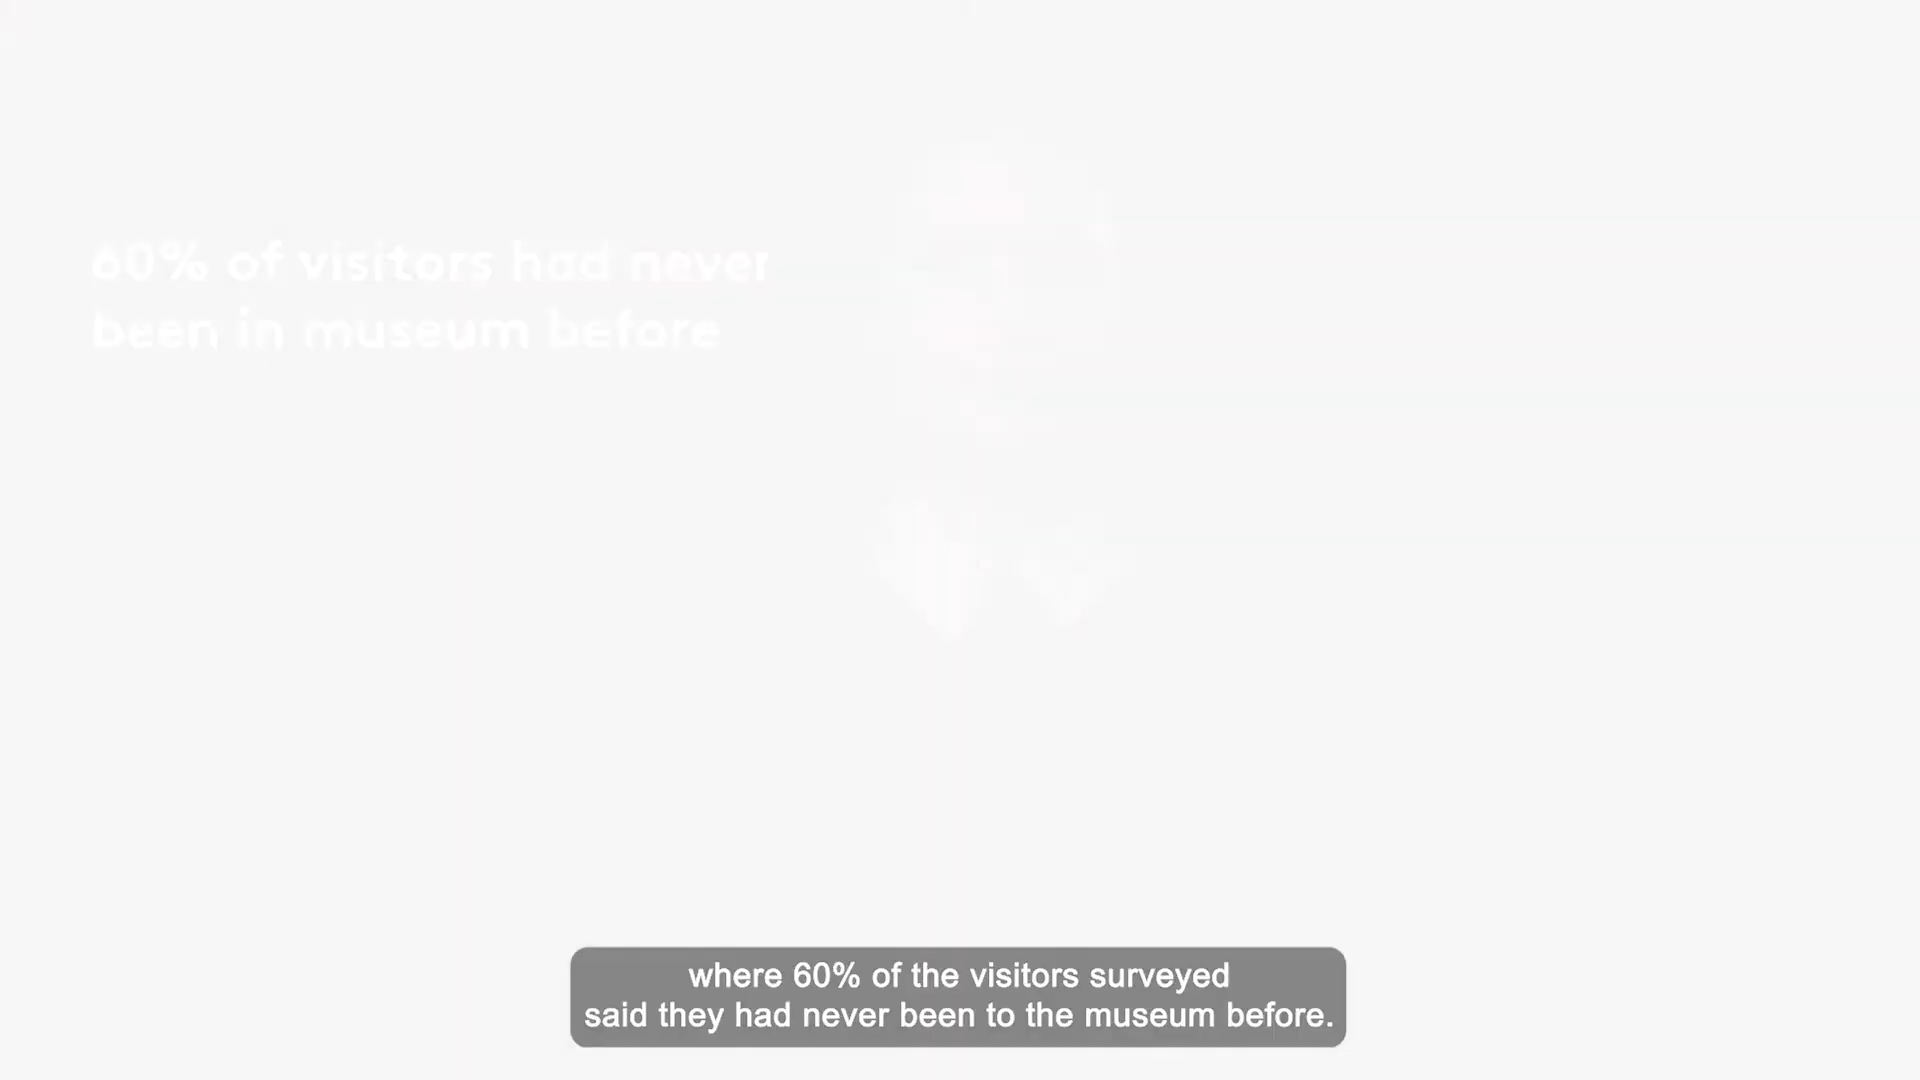 60% of visitors had never
been in museum before
where 60% of the visitors surveyed
said they had never been to the museum before.